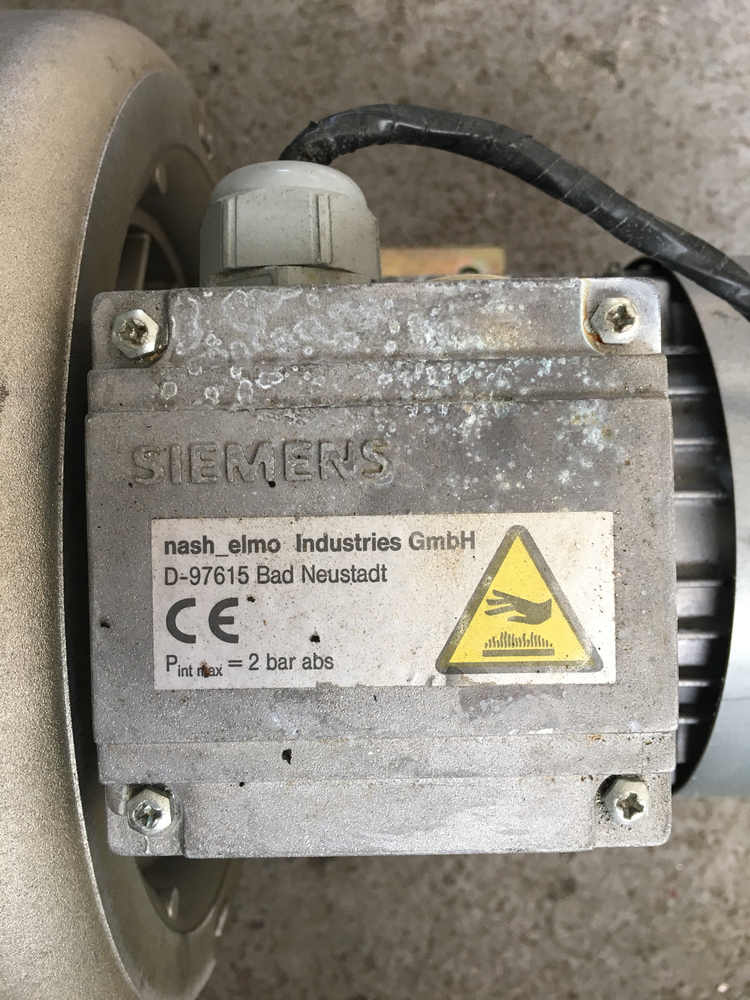 SIEMENS
nash_elmo Industries GmbH
D-97615 Bad Neustadt
CE
Pint max = 2 bar abs